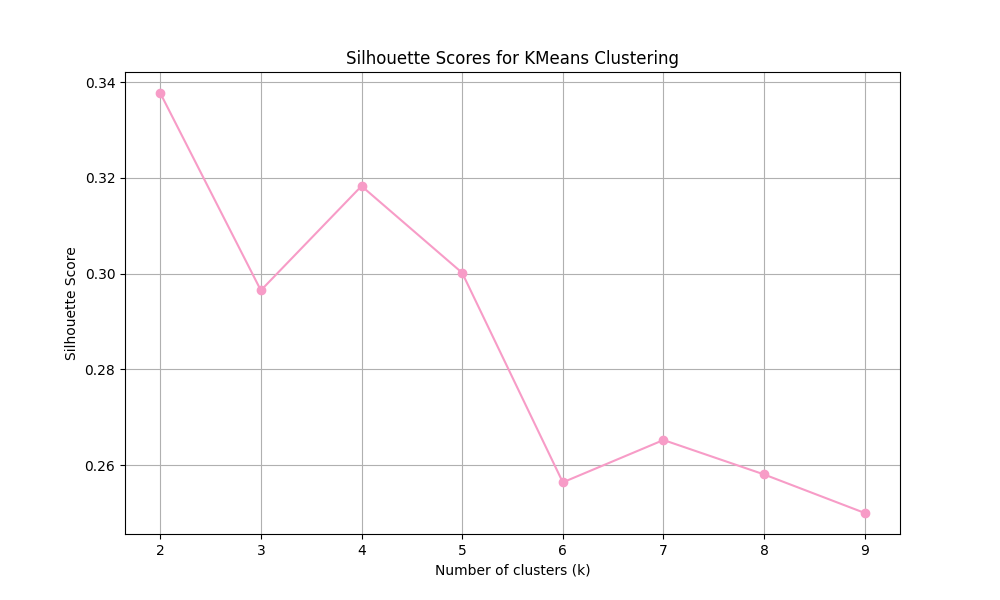 Silhouette Scores for KMeans Clustering
0.34
0.32
0.30
0.28
0.26
Silhouette Score
2 3 4 5 6 7 8 9
Number of clusters (k)